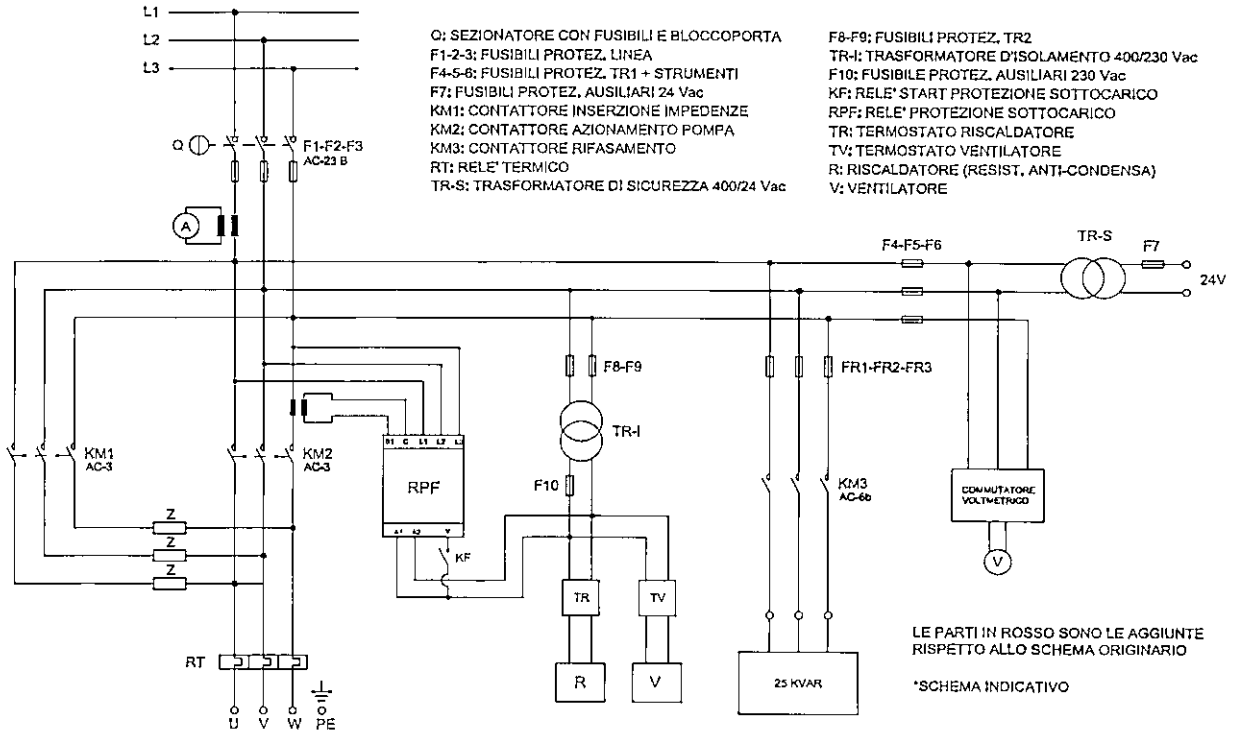 L1
L2
L3
Q: SEZIONATORE CON FUSIBILI E BLOCCOPORTA
F1-2-3: FUSIBILI PROTEZ. LINEA
F4-5-6: FUSIBILI PROTEZ. TR1 + STRUMENTI
F7: FUSIBILI PROTEZ. AUSILIARI 24 Vac
KM1: CONTATTORE INSERZIONE IMPEDENZE
KM2: CONTATTORE AZIONAMENTO POMPA
KM3: CONTATTORE RIFASAMENTO
RT: RELE' TERMICO
TR-S: TRASFORMATORE DI SICUREZZA 400/24 Vac
F8-F9: FUSIBILI PROTEZ. TR2
TR-I: TRASFORMATORE D'ISOLAMENTO 400/230 Vac
F10: FUSIBILE PROTEZ. AUSILIARI 230 Vac
KF: RELE' START PROTEZIONE SOTTOCARICO
RPF: RELE' PROTEZIONE SOTTOCARICO
TR: TERMOSTATO RISCALDATORE
TV: TERMOSTATO VENTILATORE
R: RISCALDATORE (RESIST. ANTI-CONDENSA)
V: VENTILATORE
Q
F1-F2-F3
AC-23 B
A
F4-F5-F6
TR-S
F7
24V
F8-F9
FR1-FR2-FR3
TR-I
KM1
AC-3
KM2
AC-3
B1 C L1 L2 L3
RPF
A1 A2 Y
KF
F10
KM3
AC-6b
COMMUTATORE
VOLTMETRICO
V
Z
Z
Z
TR
TV
RT
R
V
25 KVAR
U V W PE
LE PARTI IN ROSSO SONO LE AGGIUNTE
RISPETTO ALLO SCHEMA ORIGINARIO
*SCHEMA INDICATIVO